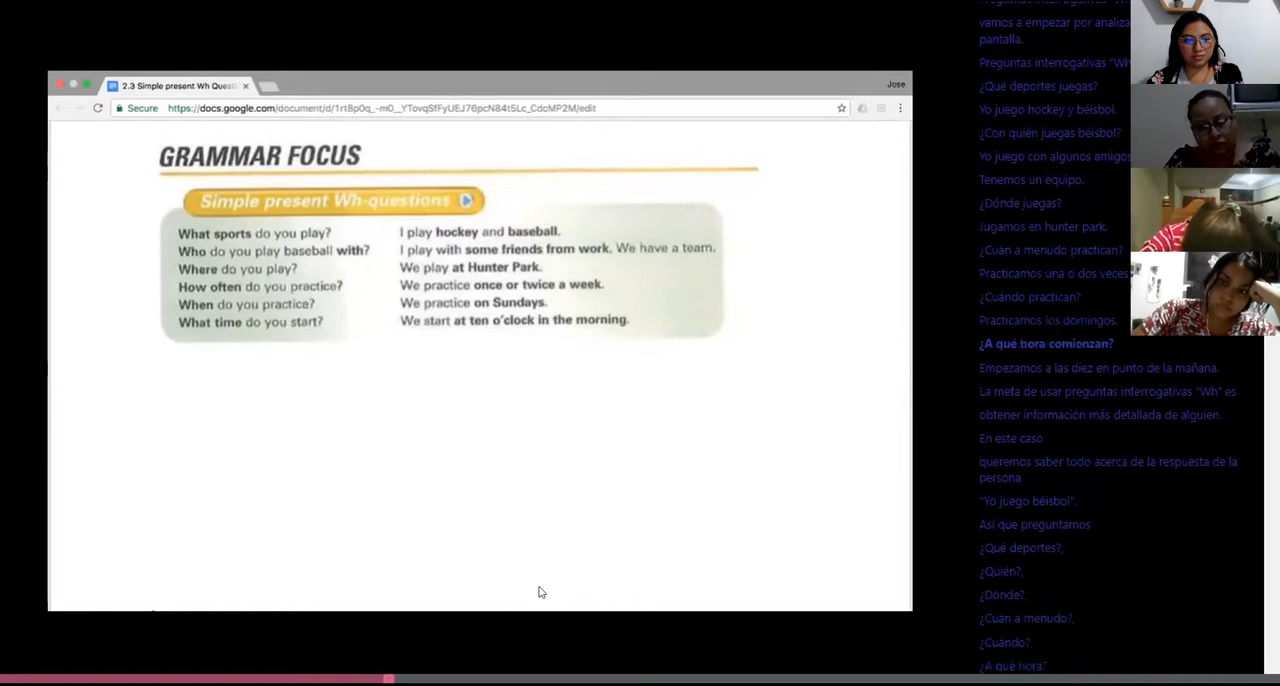 2.3 Simple present Wh Quest
Jose
Secure
https://docs.google.com/document/d/1rt8p0q_-m0__YTovqSfFyUEJ76pcN84t5Lc_CdcMP2M/edit
GRAMMAR FOCUS
Simple present Wh-questions
What sports do you play? I play hockey and baseball.
Who do you play baseball with? I play with some friends from work. We have a team.
Where do you play? We play at Hunter Park.
How often do you practice? We practice once or twice a week.
When do you practice? We practice on Sundays.
What time do you start? We start at ten o'clock in the morning.
vamos a empezar por analiza
pantalla.
Preguntas interrogativas "Wh
¿Qué deportes juegas?
Yo juego hockey y béisbol.
¿Con quién juegas béisbol?
Yo juego con algunos amigos
Tenemos un equipo.
¿Dónde juegas?
Jugamos en hunter park.
¿Cuán a menudo practican?
Practicamos una o dos veces
¿Cuándo practican?
Practicamos los domingos.
¿A qué hora comienzan?
Empezamos a las diez en punto de la mañana.
La meta de usar preguntas interrogativas "Wh" es
obtener información más detallada de alguien.
En este caso
queremos saber todo acerca de la respuesta de la
persona
"Yo juego béisbol".
Así que preguntamos
¿Qué deportes?,
¿Quién?,
¿Dónde?,
¿Cuán a menudo?,
¿Cuándo?,
¿A qué hora?